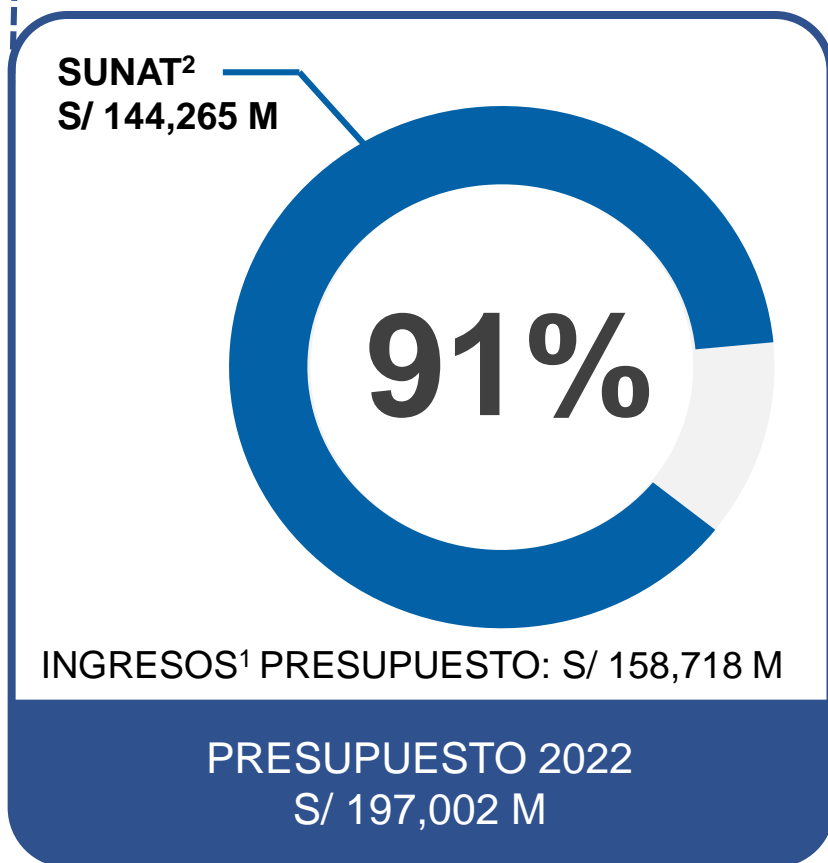 SUNAT²
S/ 144,265 M
91%
INGRESOS¹ PRESUPUESTO: S/ 158,718 M
PRESUPUESTO 2022
S/ 197,002 M